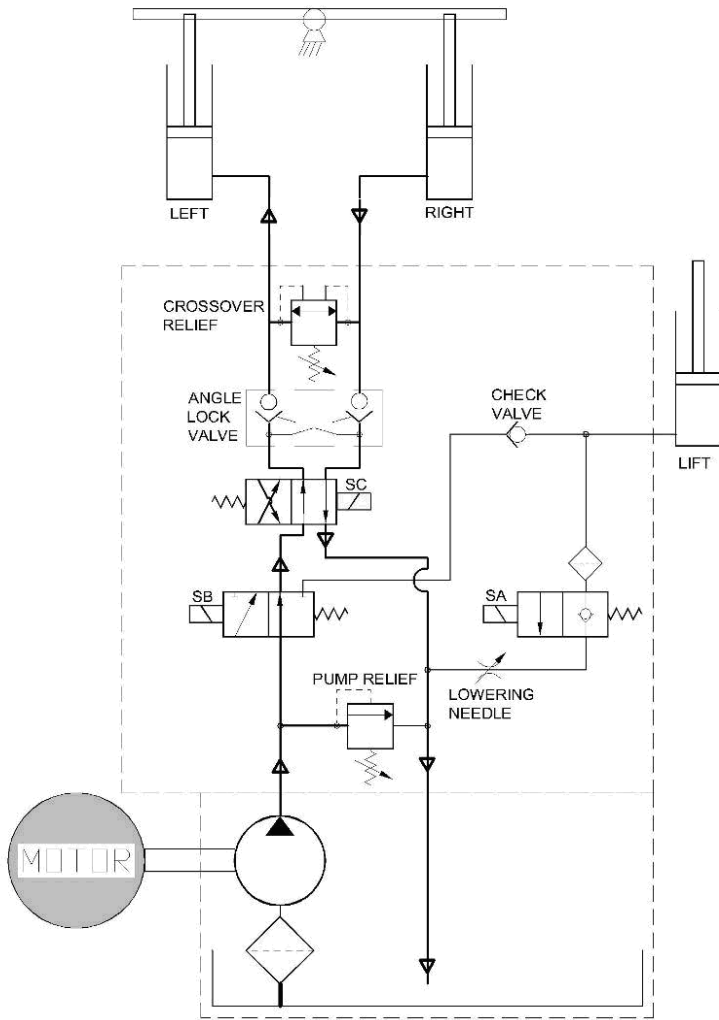 LEFT
RIGHT
CROSSOVER
RELIEF
ANGLE
LOCK
VALVE
CHECK
VALVE
LIFT
SC
SB
SA
PUMP RELIEF
LOWERING
NEEDLE
MOTOR